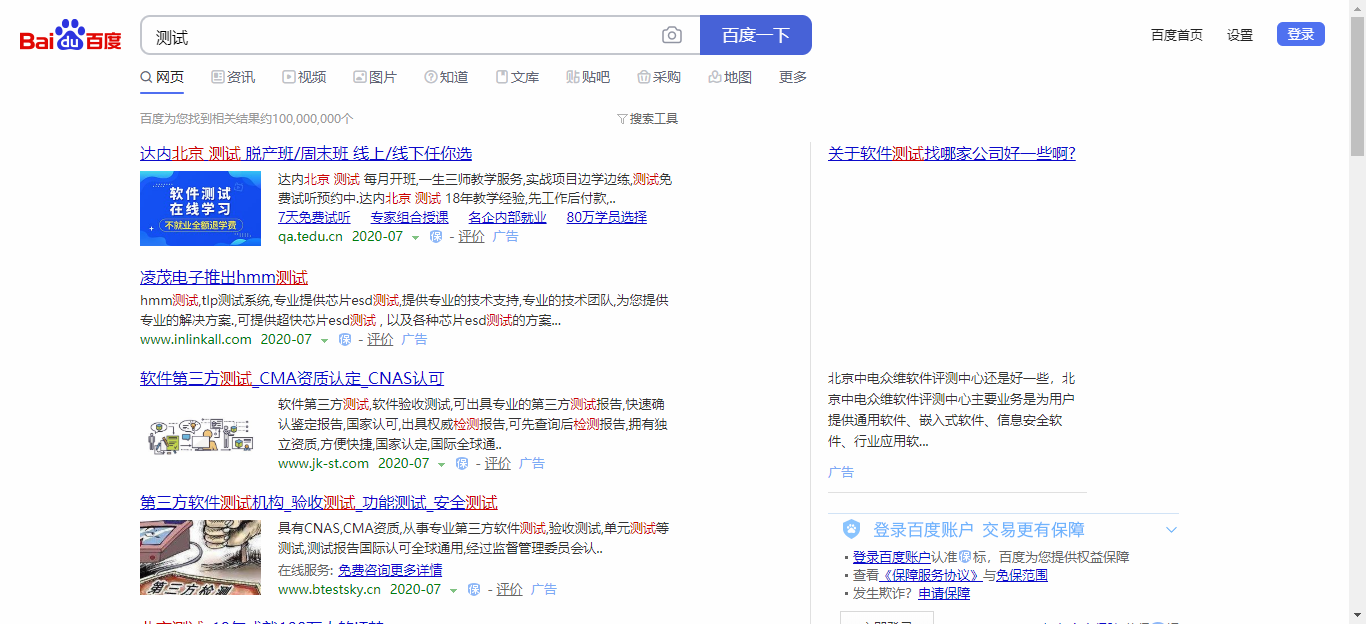 Bai du 百度
测试
百度一下
百度首页 设置 登录
网页 资讯 视频 图片 知道 文库 贴吧 采购 地图 更多
百度为您找到相关结果约100,000,000个
搜索工具
达内北京 测试 脱产班/周末班 线上/线下任你选
软件测试
在线学习
不就业全额退学费
达内北京 测试 每月开班,一生三师教学服务,实战项目边学边练,测试免
费试听预约中.达内北京 测试 18年教学经验,先工作后付款,..
7天免费试听 专家组合授课 名企内部就业 80万学员选择
qa.tedu.cn 2020-07 保 - 评价 广告
凌茂电子推出hmm测试
hmm测试,tlp测试系统,专业提供芯片esd测试,提供专业的技术支持,专业的技术团队,为您提供
专业的解决方案.,可提供超快芯片esd测试 , 以及各种芯片esd测试的方案...
www.inlinkall.com 2020-07 保 - 评价 广告
软件第三方测试_CMA资质认定_CNAS认可
软件第三方测试,软件验收测试,可出具专业的第三方测试报告,快速确
认鉴定报告,国家认可,出具权威检测报告,可先查询后检测报告,拥有独
立资质,方便快捷,国家认定,国际全球通..
www.jk-st.com 2020-07 保 - 评价 广告
第三方软件测试机构_验收测试_功能测试_安全测试
第三方检测
具有CNAS,CMA资质,从事专业第三方软件测试,验收测试,单元测试等
测试,测试报告国际认可全球通用,经过监督管理委员会认..
在线服务: 免费咨询更多详情
www.btestsky.cn 2020-07 保 - 评价 广告
关于软件测试找哪家公司好一些啊?
北京中电众维软件评测中心还是好一些，北
京中电众维软件评测中心主要业务是为用户
提供通用软件、嵌入式软件、信息安全软
件、行业应用软...
广告
登录百度账户 交易更有保障
· 登录百度账户认准保标，百度为您提供权益保障
· 查看《保障服务协议》与免保范围
· 发生欺诈？申请保障